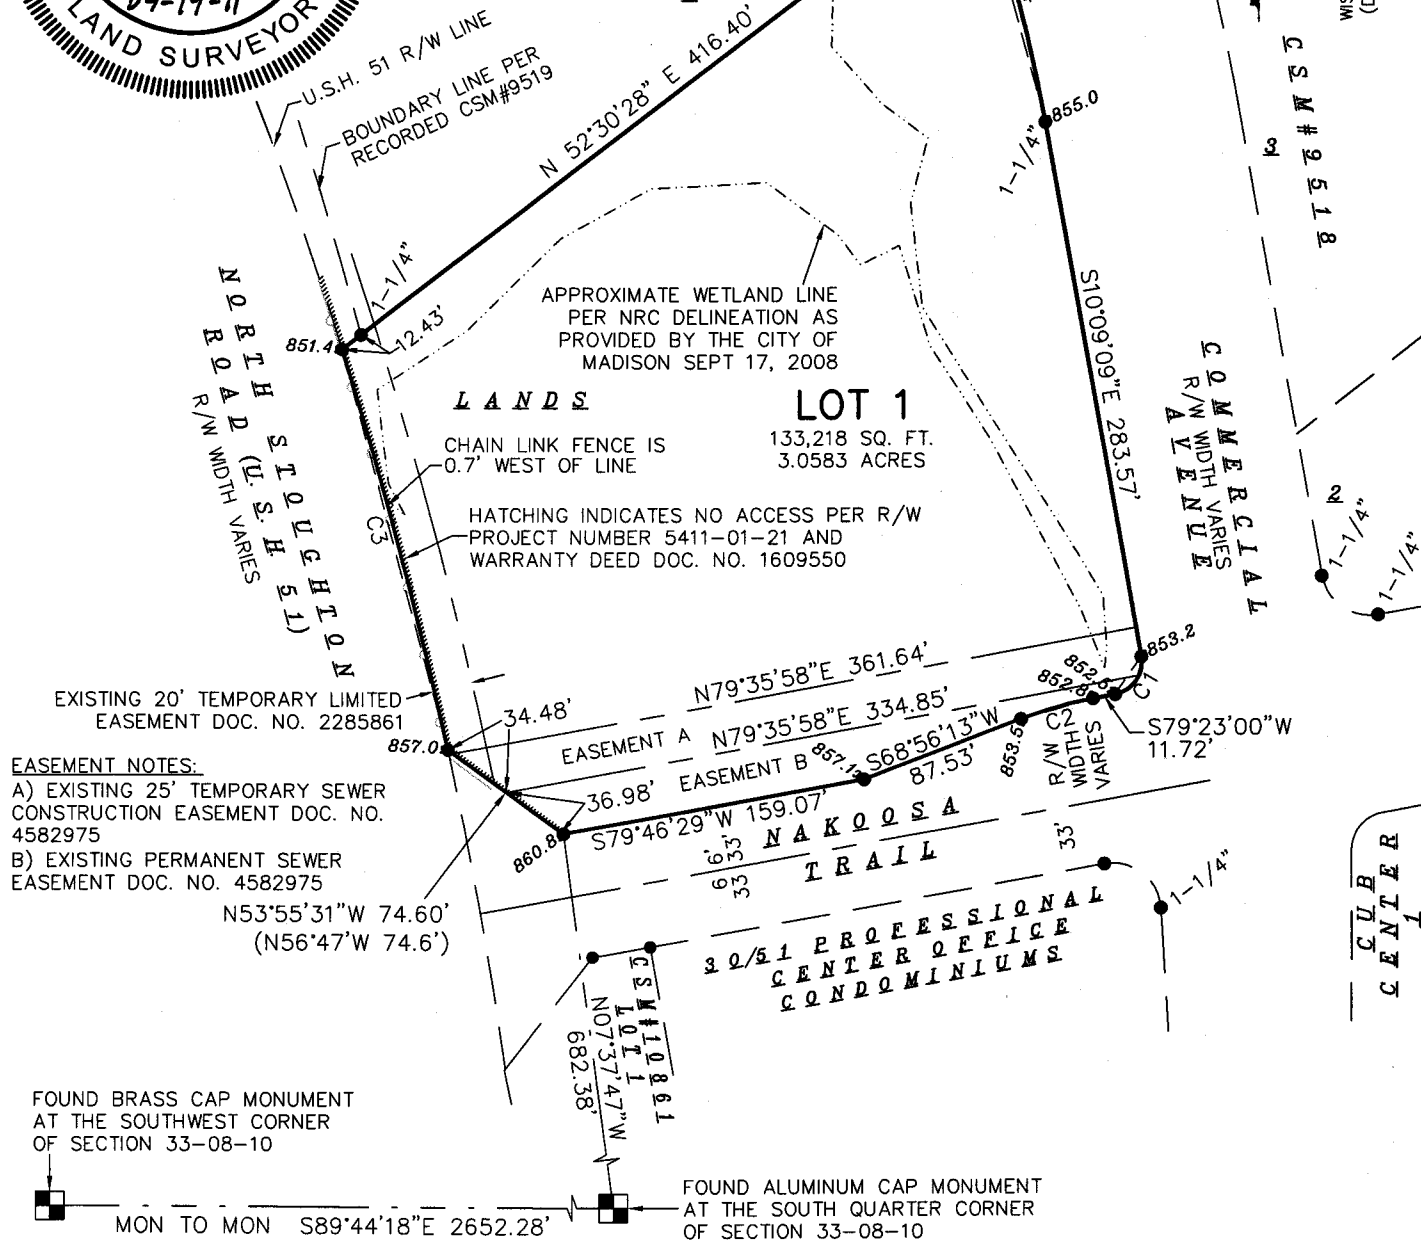 09-19-11
LAND SURVEYOR
U.S.H. 51 R/W LINE
BOUNDARY LINE PER
RECORDED CSM#9519
N 52°30'28" E 416.40'
855.0
1-1/4"
CSM#9518
3
1-1/4"
12.43'
851.4
APPROXIMATE WETLAND LINE
PER NRC DELINEATION AS
PROVIDED BY THE CITY OF
MADISON SEPT 17, 2008
S10°09'09"E 283.57'
NORTH STOUGHTON
ROAD (U.S.H 51)
R/W WIDTH VARIES
LANDS
LOT 1
133,218 SQ. FT.
3.0583 ACRES
COMMERCIAL
AVENUE
R/W WIDTH VARIES
CHAIN LINK FENCE IS
0.7' WEST OF LINE
C3
HATCHING INDICATES NO ACCESS PER R/W
PROJECT NUMBER 5411-01-21 AND
WARRANTY DEED DOC. NO. 1609550
2
1-1/4"
1-1/4"
853.2
852.8
C1
N79°35'58"E 361.64'
EXISTING 20' TEMPORARY LIMITED
EASEMENT DOC. NO. 2285861
34.48'
857.0
EASEMENT A
N79°35'58"E 334.85'
S68°56'13"W
87.53'
853.5
C2
R/W
WIDTH
VARIES
S79°23'00"W
11.72'
EASEMENT NOTES:
A) EXISTING 25' TEMPORARY SEWER
CONSTRUCTION EASEMENT DOC. NO.
4582975
B) EXISTING PERMANENT SEWER
EASEMENT DOC. NO. 4582975
EASEMENT B
36.98'
S79°46'29"W 159.07'
860.8
NAKOOSA
TRAIL
6'
6'
33'
33'
33'
N53°55'31"W 74.60'
(N56°47'W 74.6')
1-1/4"
30/51 PROFESSIONAL
CENTER OFFICE
CONDOMINIUMS
CUB
CENTER
1
CSM#10861
LOT 1
N07°37'47"W
682.38'
FOUND BRASS CAP MONUMENT
AT THE SOUTHWEST CORNER
OF SECTION 33-08-10
MON TO MON S89°44'18"E 2652.28'
FOUND ALUMINUM CAP MONUMENT
AT THE SOUTH QUARTER CORNER
OF SECTION 33-08-10